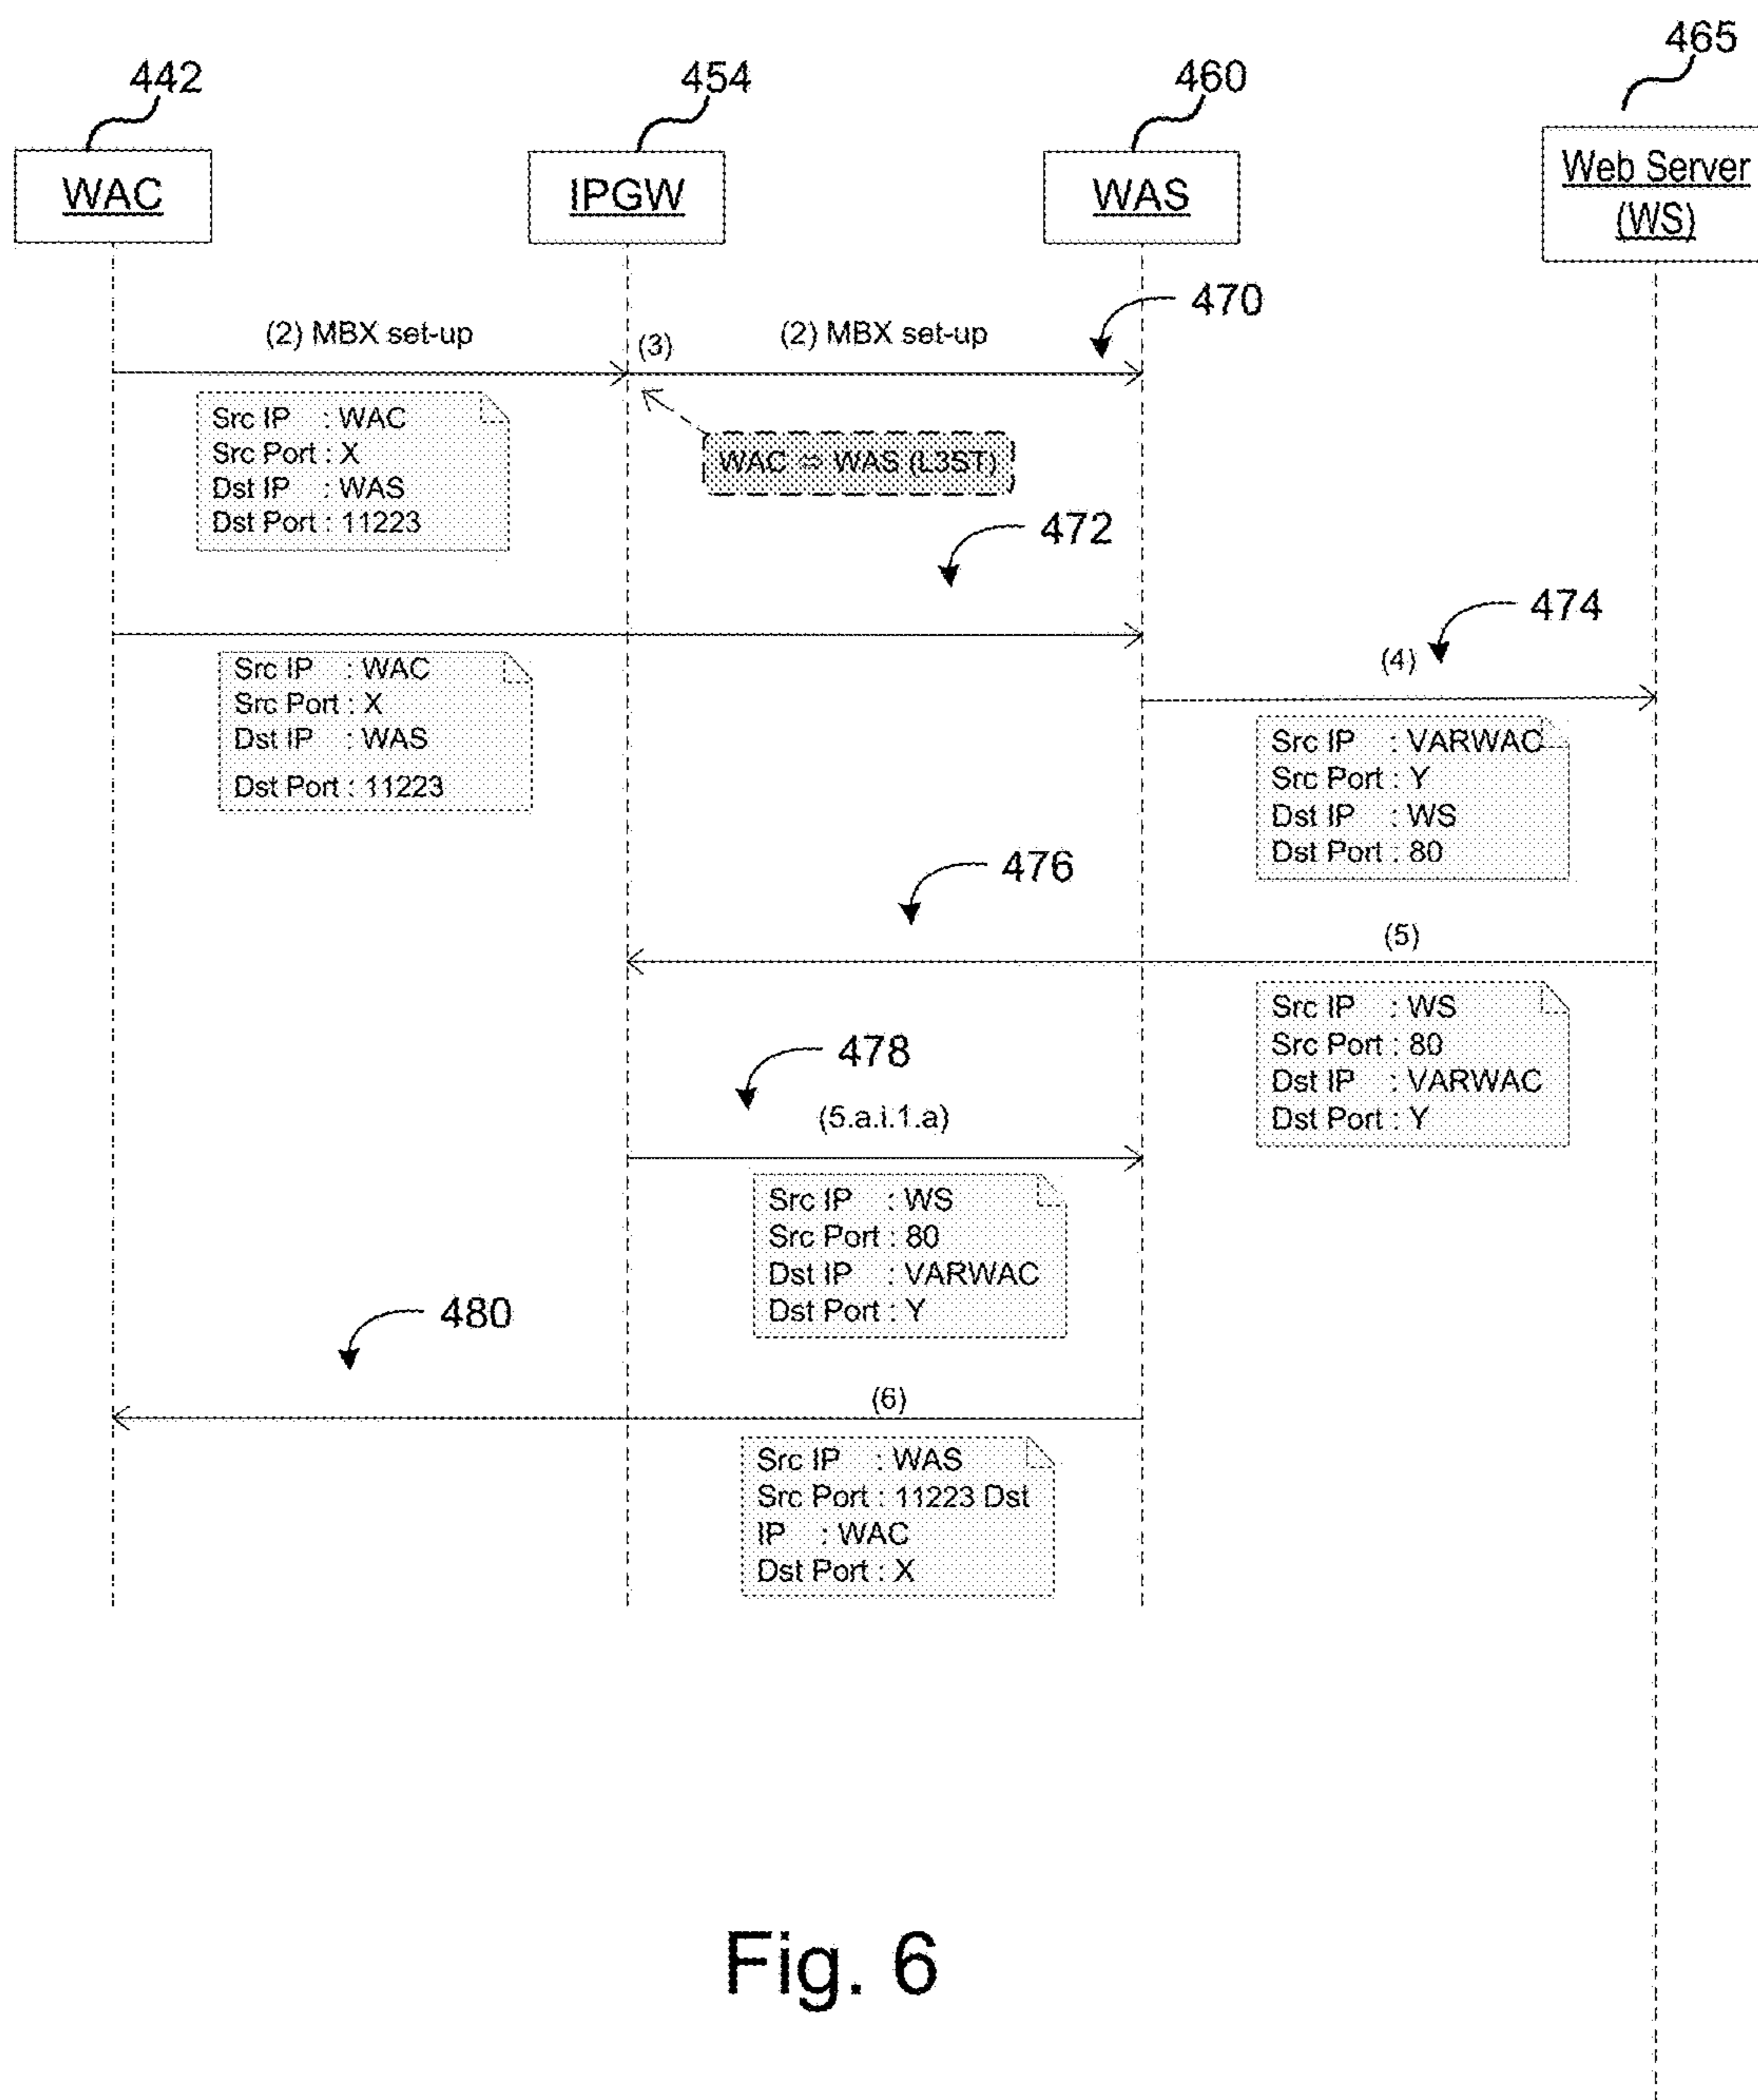 442
454
460
465
WAC
IPGW
WAS
Web Server
(WS)
470
(2) MBX set-up
(3)
(2) MBX set-up
Src IP : WAC
Src Port : X
Dst IP : WAS
Dst Port : 11223
WAC ⇔ WAS (L3ST)
472
474
(4)
Src IP : WAC
Src Port : X
Dst IP : WAS
Dst Port : 11223
Src IP : VARWAC
Src Port : Y
Dst IP : WS
Dst Port : 80
476
(5)
Src IP : WS
Src Port : 80
Dst IP : VARWAC
Dst Port : Y
478
(5.a.i.1.a)
Src IP : WS
Src Port : 80
Dst IP : VARWAC
Dst Port : Y
480
(6)
Src IP : WAS
Src Port : 11223 Dst
IP : WAC
Dst Port : X
Fig. 6